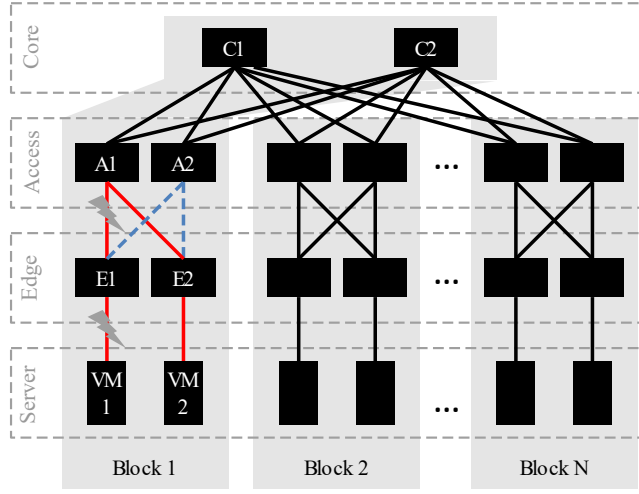 Core
C1
C2
Access
A1
A2
...
Edge
E1
E2
...
Server
VM
1
VM
2
...
Block 1
Block 2
Block N